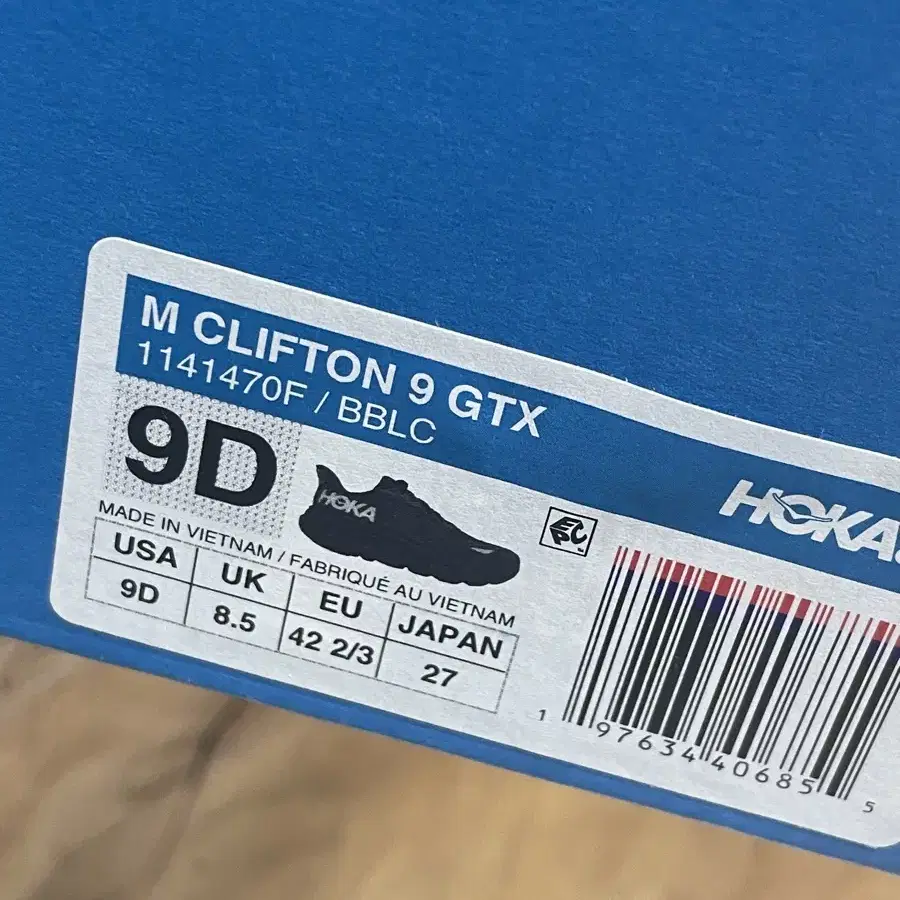 M CLIFTON 9 GTX
1141470F / BBLC
9D
HOKA
HOKA
EPC
MADE IN VIETNAM / FABRIQUÉ AU VIETNAM
USA UK EU JAPAN
9D 8.5 42 2/3 27
1 97634 40685 5